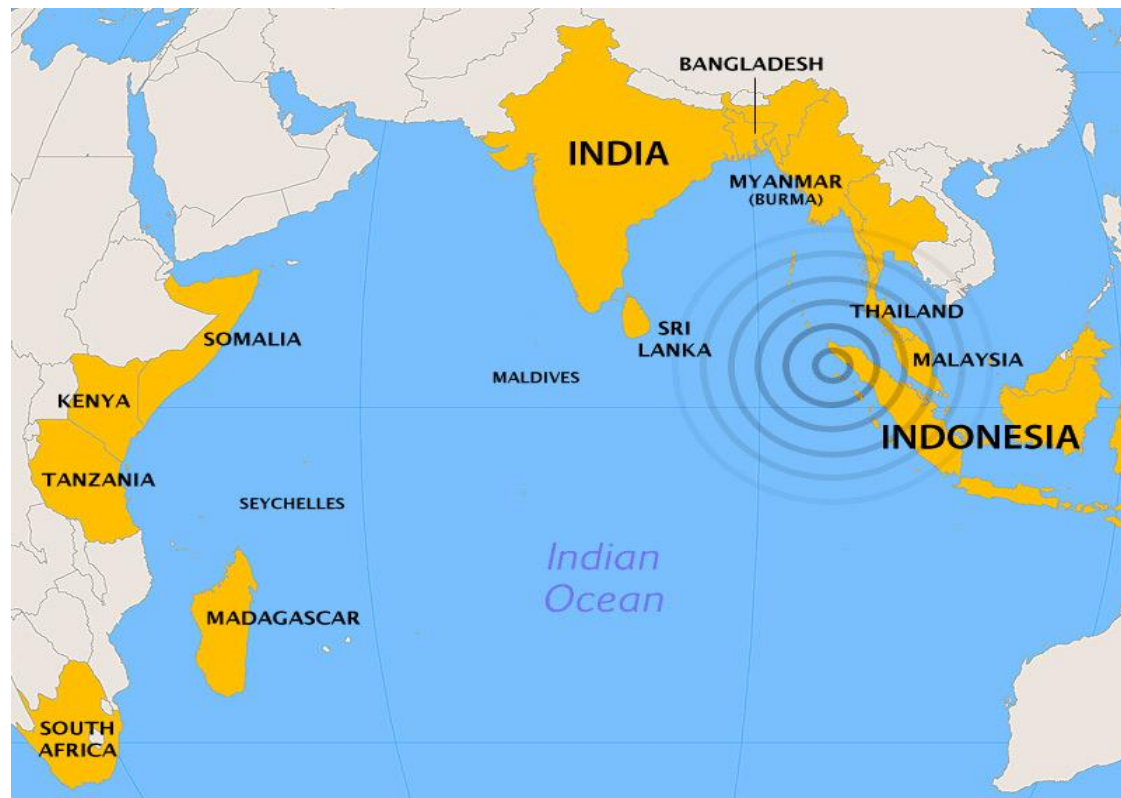 BANGLADESH
INDIA
MYANMAR
(BURMA)
THAILAND
SOMALIA
SRI
LANKA
MALAYSIA
MALDIVES
KENYA
INDONESIA
TANZANIA
SEYCHELLES
Indian
Ocean
MADAGASCAR
SOUTH
AFRICA